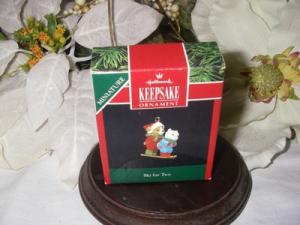 Hallmark
KEEPSAKE
ORNAMENT
MINIATURE
Ski for Two